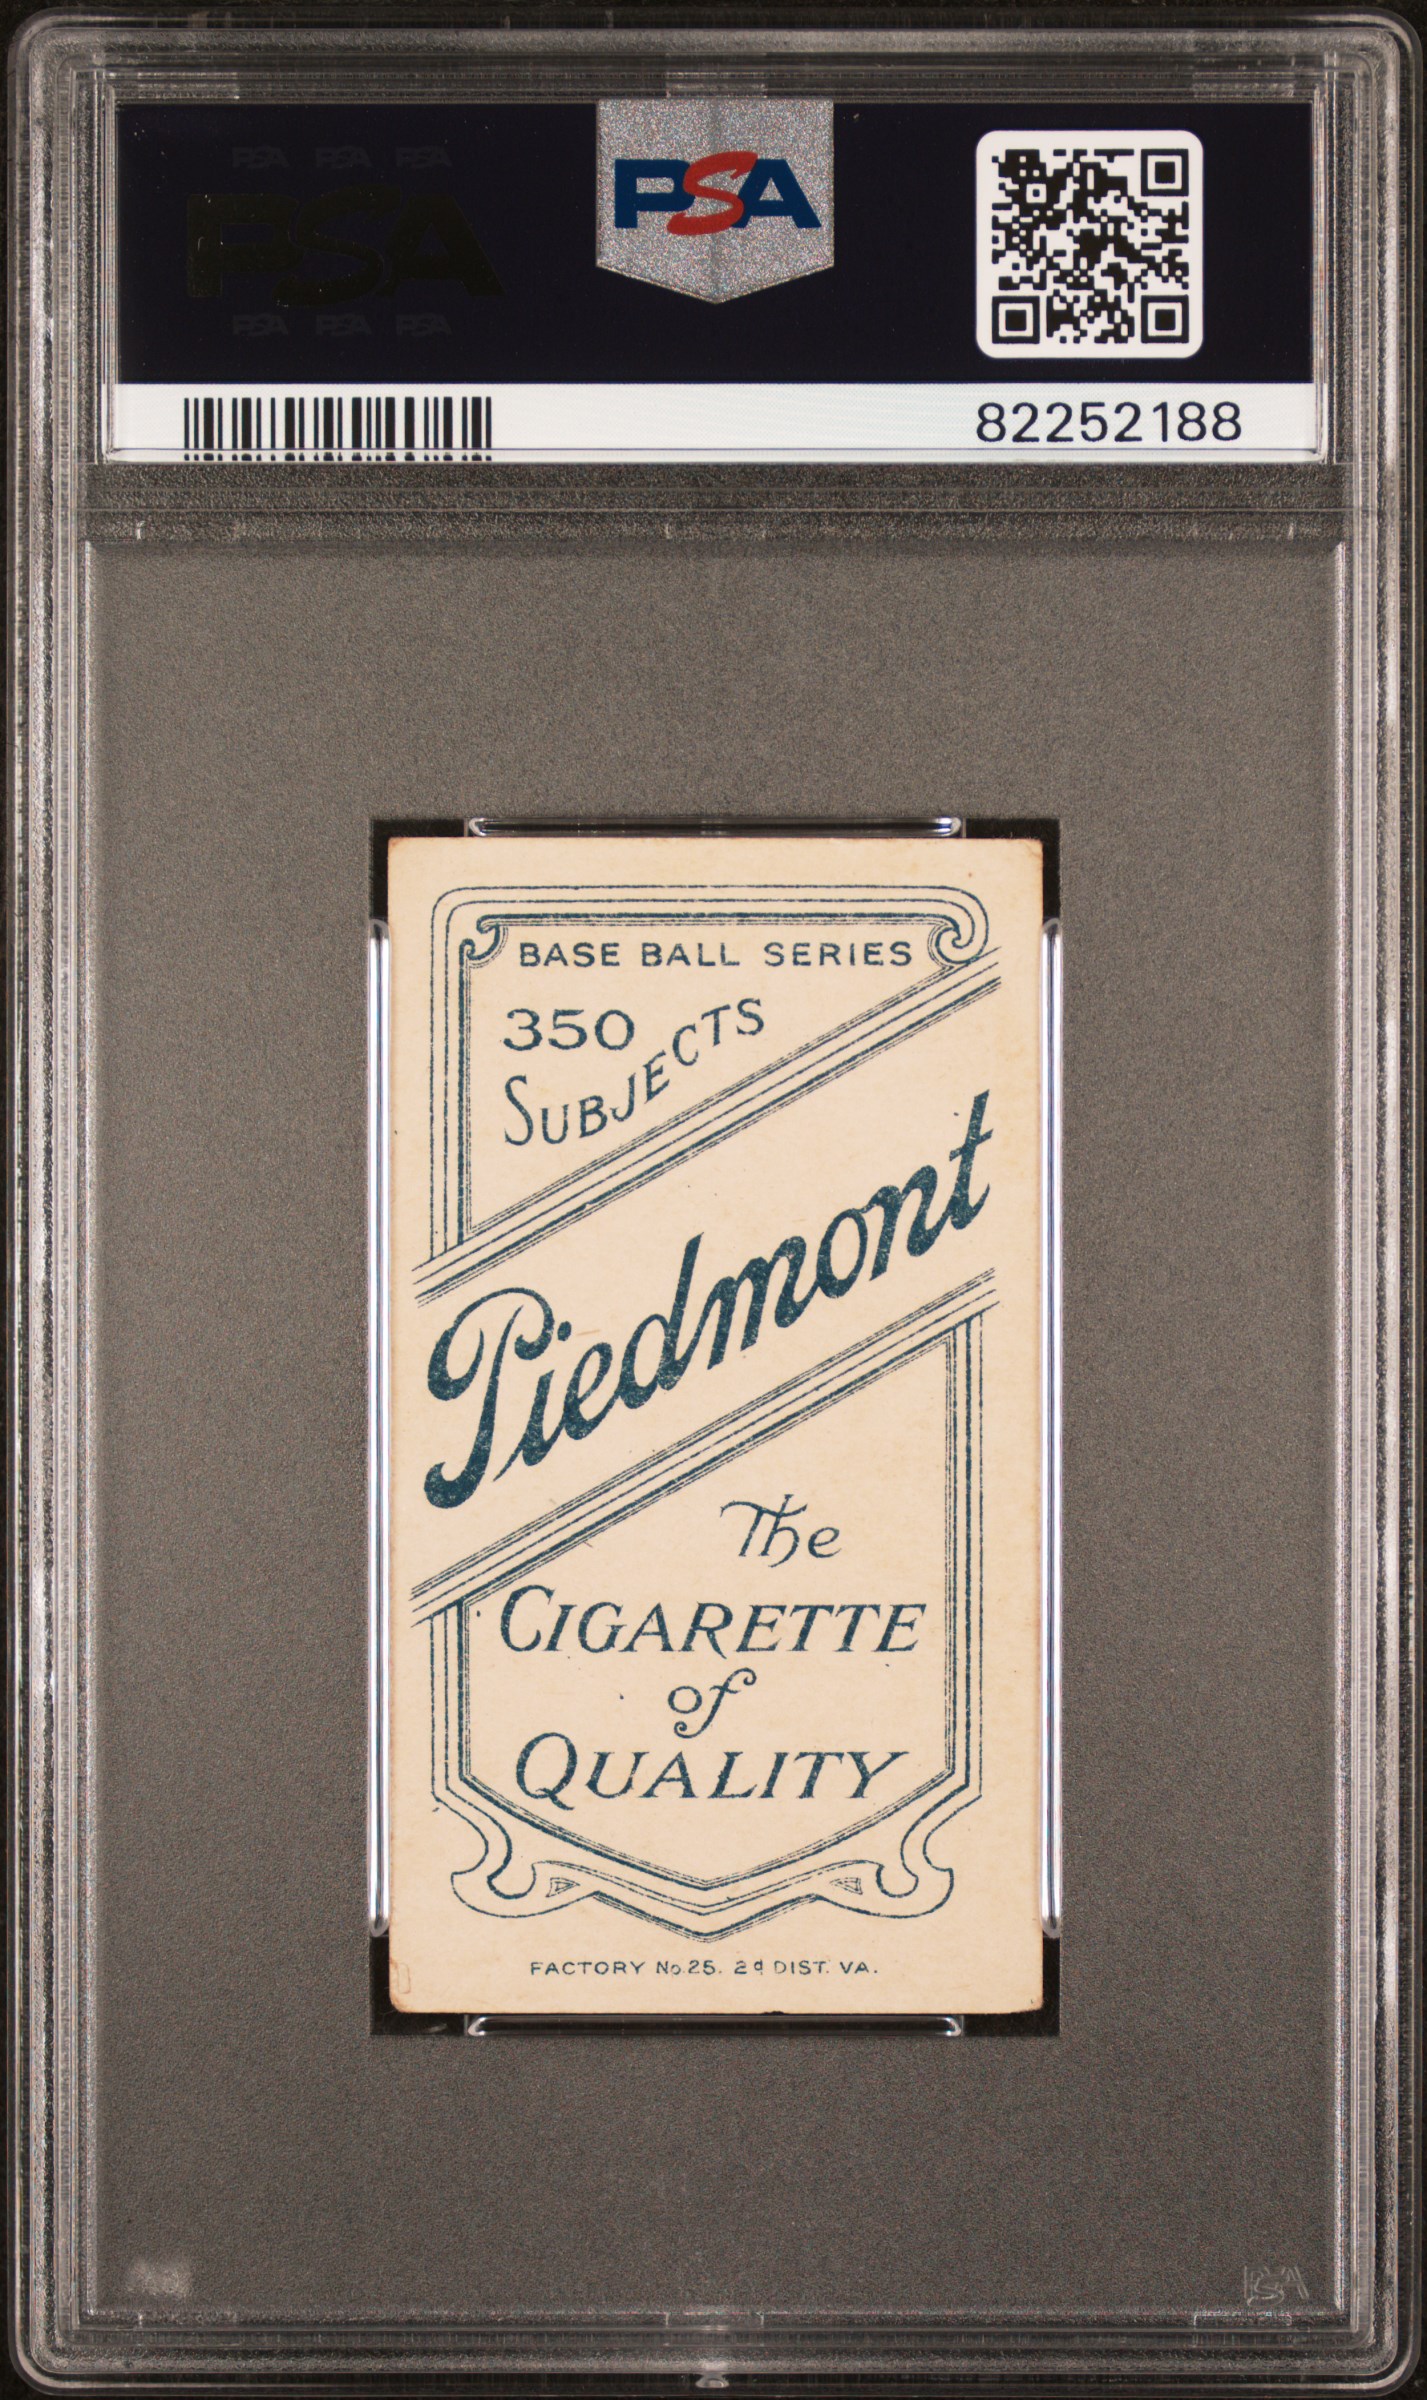 PSA PSA PSA
PSA
PSA PSA PSA
PSA
82252188
BASE BALL SERIES
350
SUBJECTS
Piedmont
The
CIGARETTE
of
QUALITY
FACTORY No. 25. 2d DIST. VA.
PSA